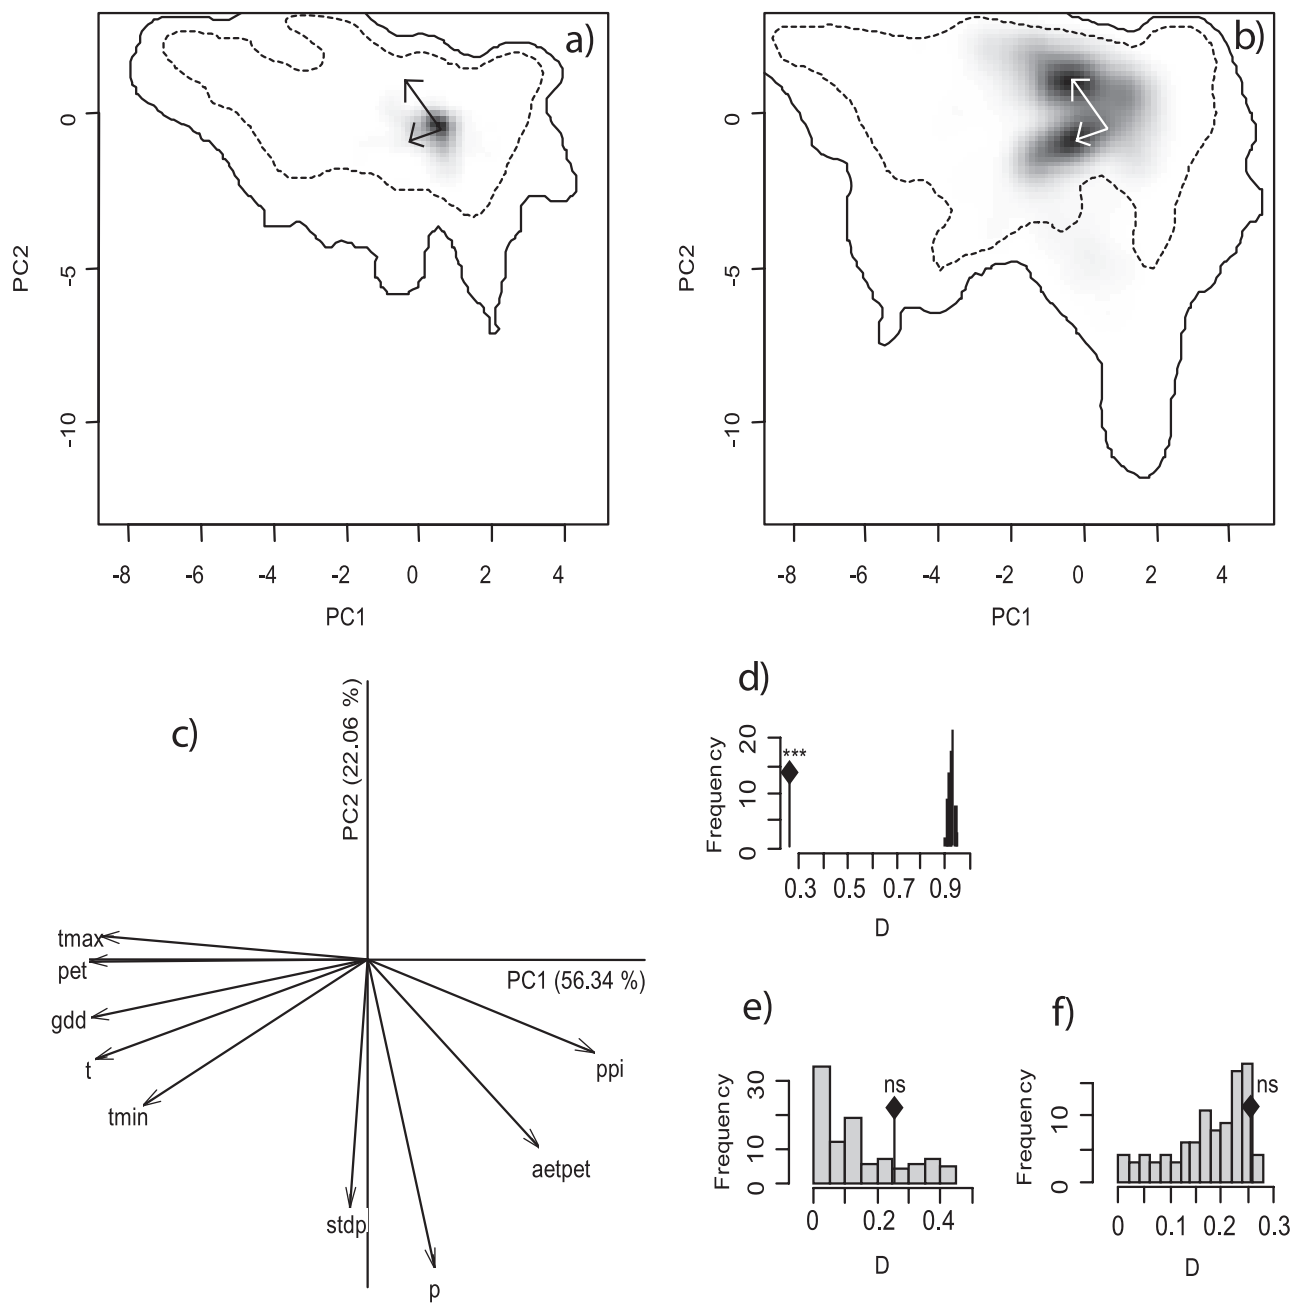 a)
0
-5
-10
PC2
-8 -6 -4 -2 0 2 4
PC1
b)
0
-5
-10
PC2
-8 -6 -4 -2 0 2 4
PC1
c)
PC2 (22.06 %)
PC1 (56.34 %)
tmax
pet
gdd
t
tmin
stdp
p
aetpet
ppi
d)
Frequency
0 10 20
***
0.3 0.5 0.7 0.9
D
e)
Frequency
0 10 30
ns
0 0.2 0.4
D
f)
Frequency
0 10
ns
0 0.1 0.2 0.3
D